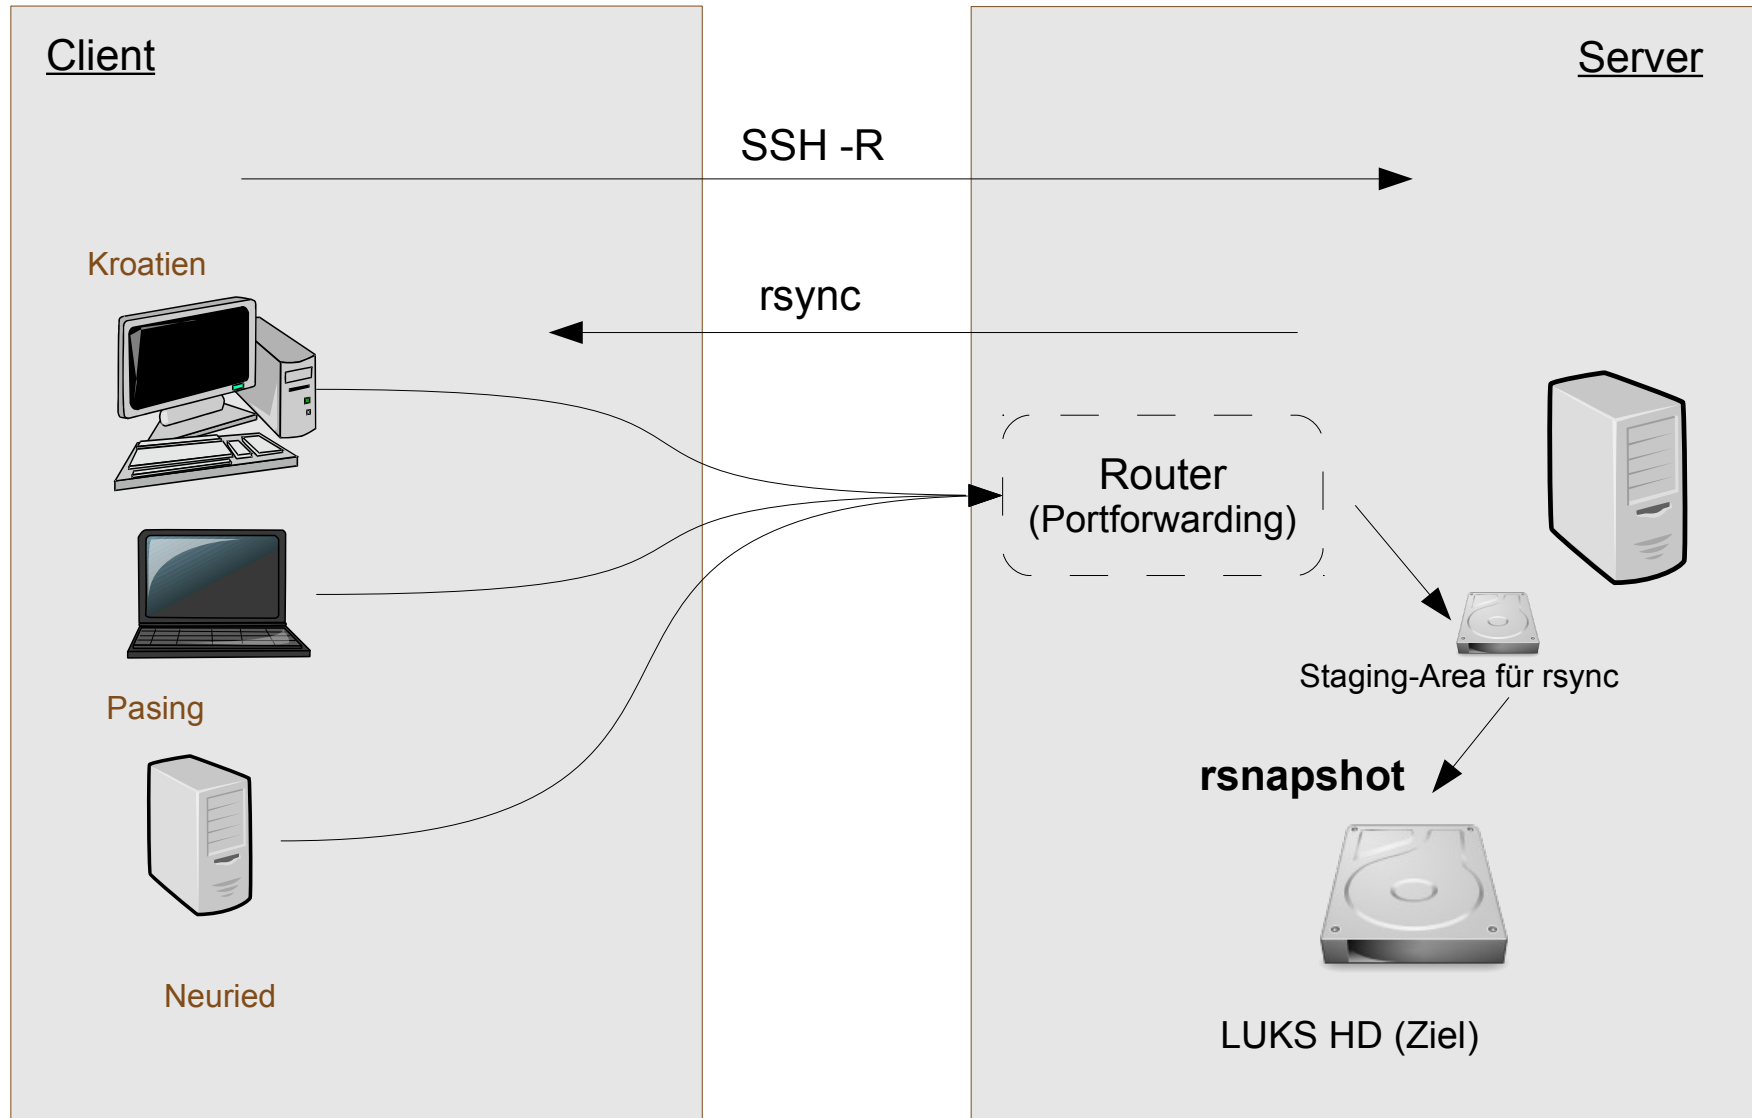 Client
Server
SSH -R
Kroatien
rsync
Router
(Portforwarding)
Staging-Area für rsync
Pasing
rsnapshot
Neuried
LUKS HD (Ziel)